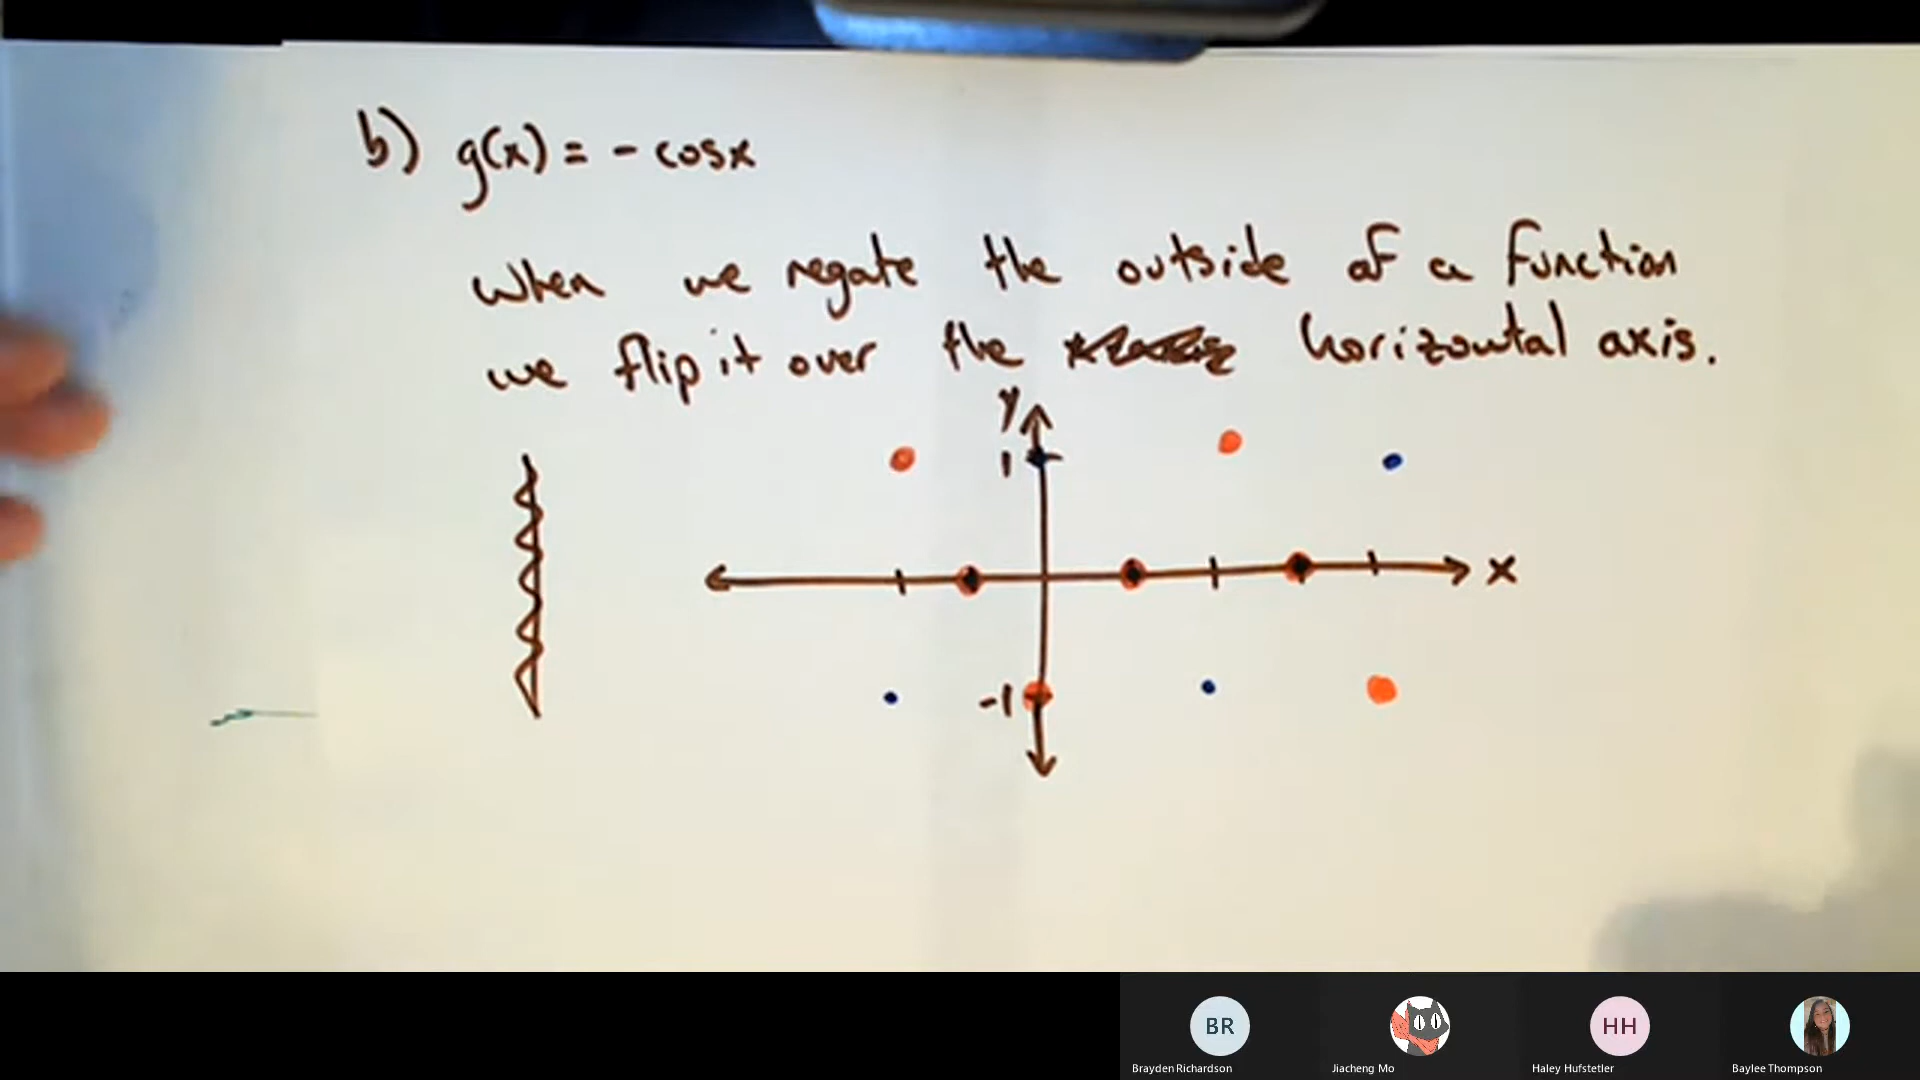 b) g(x) = - cosx
When we negate the outside of a function
we flip it over the horizontal axis.
y
1
x
-1
BR
HH
Brayden Richardson
Jiacheng Mo
Haley Hufstetler
Baylee Thompson